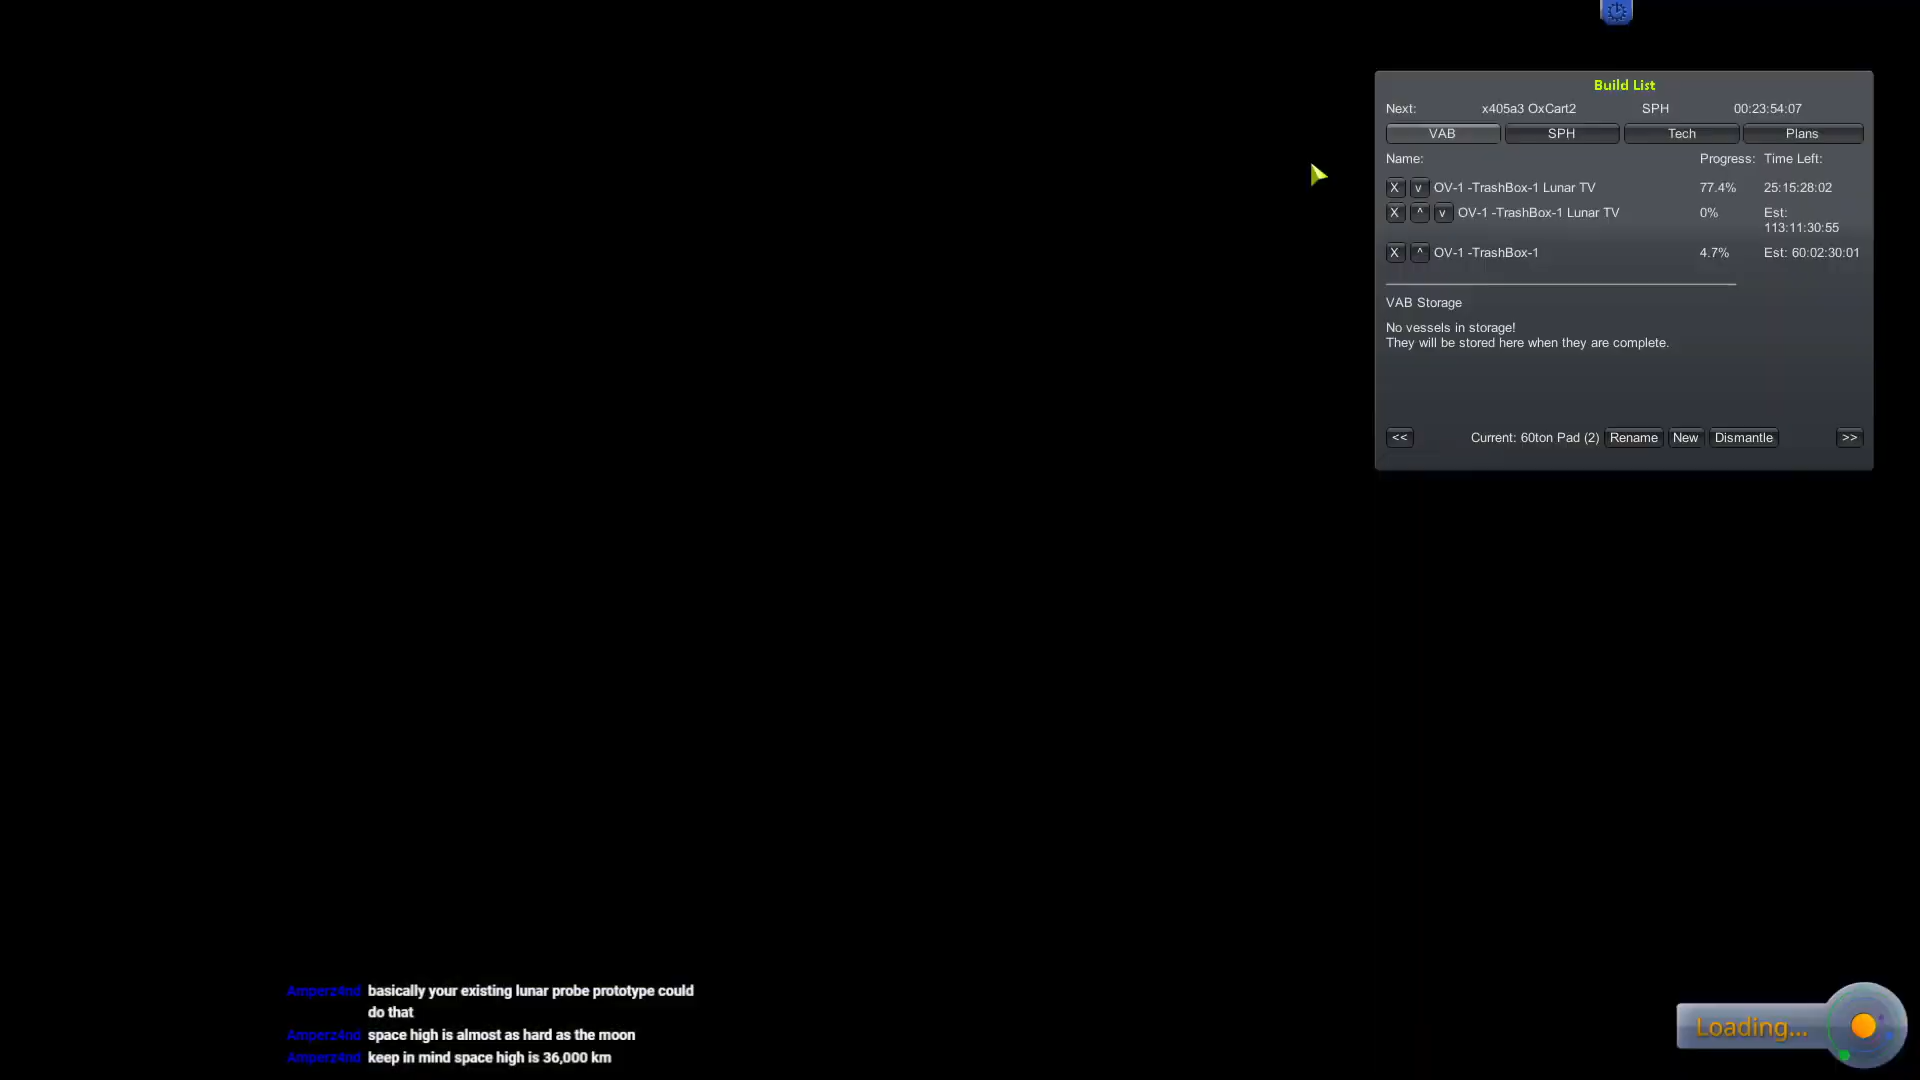 Build List
Next: x405a3 OxCart2 SPH 00:23:54:07
VAB SPH Tech Plans
Name: Progress: Time Left:
X v OV-1 -TrashBox-1 Lunar TV 77.4% 25:15:28:02
X ^ v OV-1 -TrashBox-1 Lunar TV 0% Est:
113:11:30:55
X ^ OV-1 -TrashBox-1 4.7% Est: 60:02:30:01
VAB Storage
No vessels in storage!
They will be stored here when they are complete.
<< Current: 60ton Pad (2) Rename New Dismantle >>
Amperz4nd basically your existing lunar probe prototype could
do that
Amperz4nd space high is almost as hard as the moon
Amperz4nd keep in mind space high is 36,000 km
Loading...